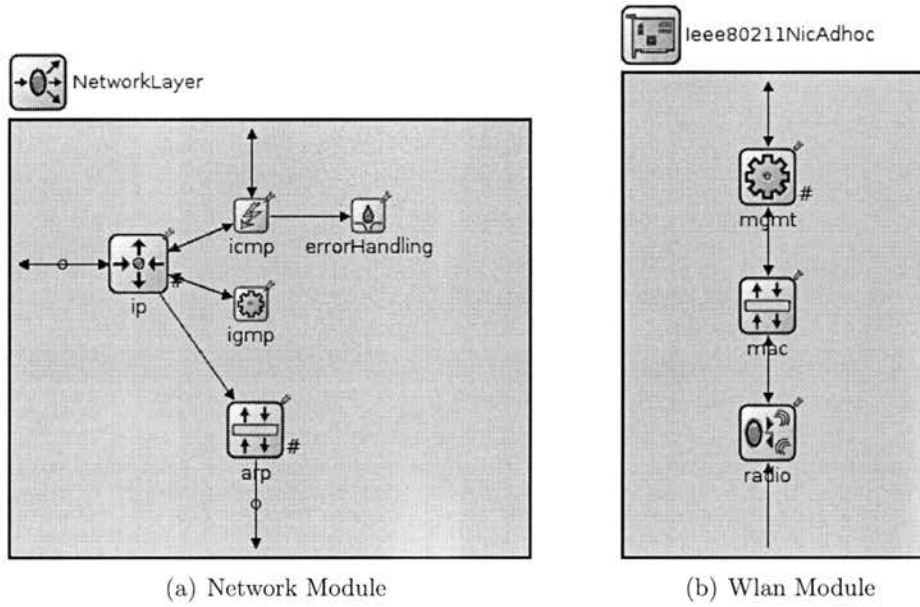 NetworkLayer
icmp
errorHandling
ip
#
igmp
arp
#
(a) Network Module
Ieee80211NicAdhoc
mgmt
#
mac
radio
(b) Wlan Module